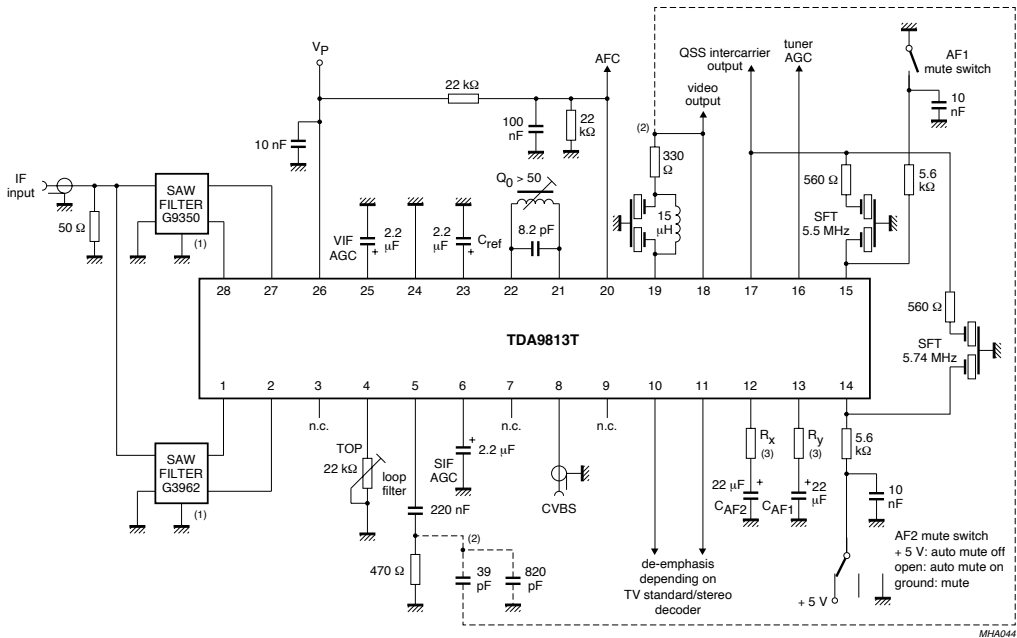 VP
AFC
QSS intercarrier
output
tuner
AGC
AF1
mute switch
video
output
22 kΩ
100
nF
22
kΩ
10 nF
(2)
330
Ω
10
nF
IF
input
SAW
FILTER
G9350
(1)
50 Ω
Q0 > 50
8.2 pF
VIF
AGC
2.2
μF
2.2
μF
Cref
15
μH
560 Ω
5.6
kΩ
SFT
5.5 MHz
28 27 26 25 24 23 22 21 20 19 18 17 16 15
TDA9813T
560 Ω
SFT
5.74 MHz
1 2 3 4 5 6 7 8 9 10 11 12 13 14
n.c. n.c. n.c.
SAW
FILTER
G3962
(1)
TOP
22 kΩ
loop
filter
220 nF
SIF
AGC
2.2 μF
CVBS
Rx
(3)
Ry
(3)
5.6
kΩ
22 μF
CAF2
CAF1
22
μF
10
nF
470 Ω
(2)
39
pF
820
pF
de-emphasis
depending on
TV standard/stereo
decoder
AF2 mute switch
+ 5 V: auto mute off
open: auto mute on
ground: mute
+ 5 V
MHA044